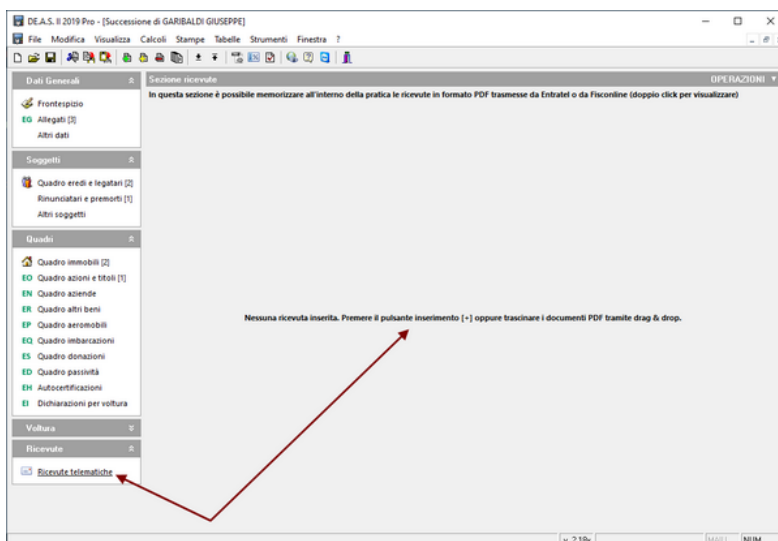 DE.A.S. II 2019 Pro - [Successione di GARIBALDI GIUSEPPE]
File Modifica Visualizza Calcoli Stampe Tabelle Strumenti Finestra ?
Dati Generali
Frontespizio
EG Allegati [3]
Altri dati
Soggetti
Quadro eredi e legatari [2]
Rinunciatari e premorti [1]
Altri soggetti
Quadri
Quadro immobili [2]
EO Quadro azioni e titoli [1]
EN Quadro aziende
ER Quadro altri beni
EP Quadro aeromobili
EQ Quadro imbarcazioni
ES Quadro donazioni
ED Quadro passività
EH Autocertificazioni
EI Dichiarazioni per voltura
Voltura
Ricevute
Ricevute telematiche
Sezione ricevute OPERAZIONI
In questa sezione è possibile memorizzare all'interno della pratica le ricevute in formato PDF trasmesse da Entratel o da Fisconline (doppio click per visualizzare)
Nessuna ricevuta inserita. Premere il pulsante inserimento [+] oppure trascinare i documenti PDF tramite drag & drop.
NUM